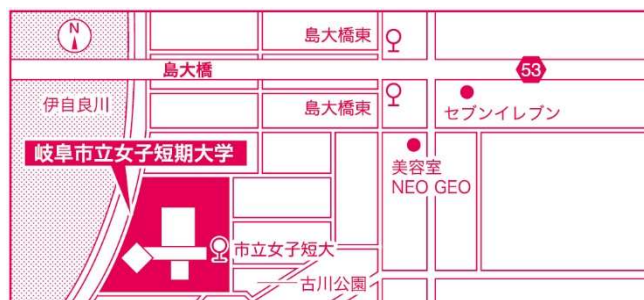 N
島大橋東
島大橋
53
伊自良川
島大橋東
セブンイレブン
岐阜市立女子短期大学
美容室
NEO GEO
市立女子短大
古川公園